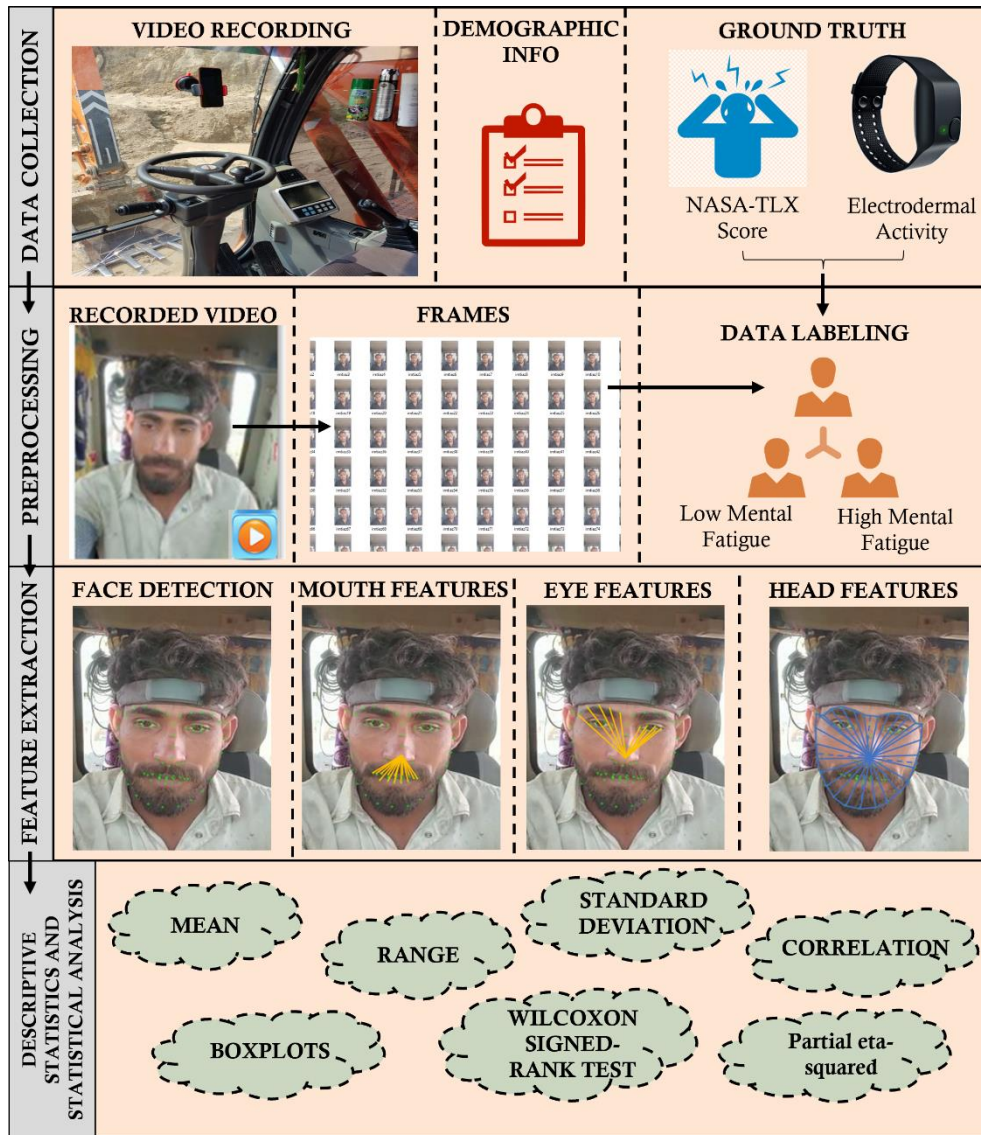 DATA COLLECTION
VIDEO RECORDING
DEMOGRAPHIC
INFO
GROUND TRUTH
NASA-TLX
Score
Electrodermal
Activity
PREPROCESSING
RECORDED VIDEO
FRAMES
DATA LABELING
Low Mental
Fatigue
High Mental
Fatigue
FEATURE EXTRACTION
FACE DETECTION
MOUTH FEATURES
EYE FEATURES
HEAD FEATURES
DESCRIPTIVE
STATISTICS AND
STATISTICAL ANALYSIS
MEAN
RANGE
STANDARD
DEVIATION
CORRELATION
BOXPLOTS
WILCOXON
SIGNED-
RANK TEST
Partial eta-
squared